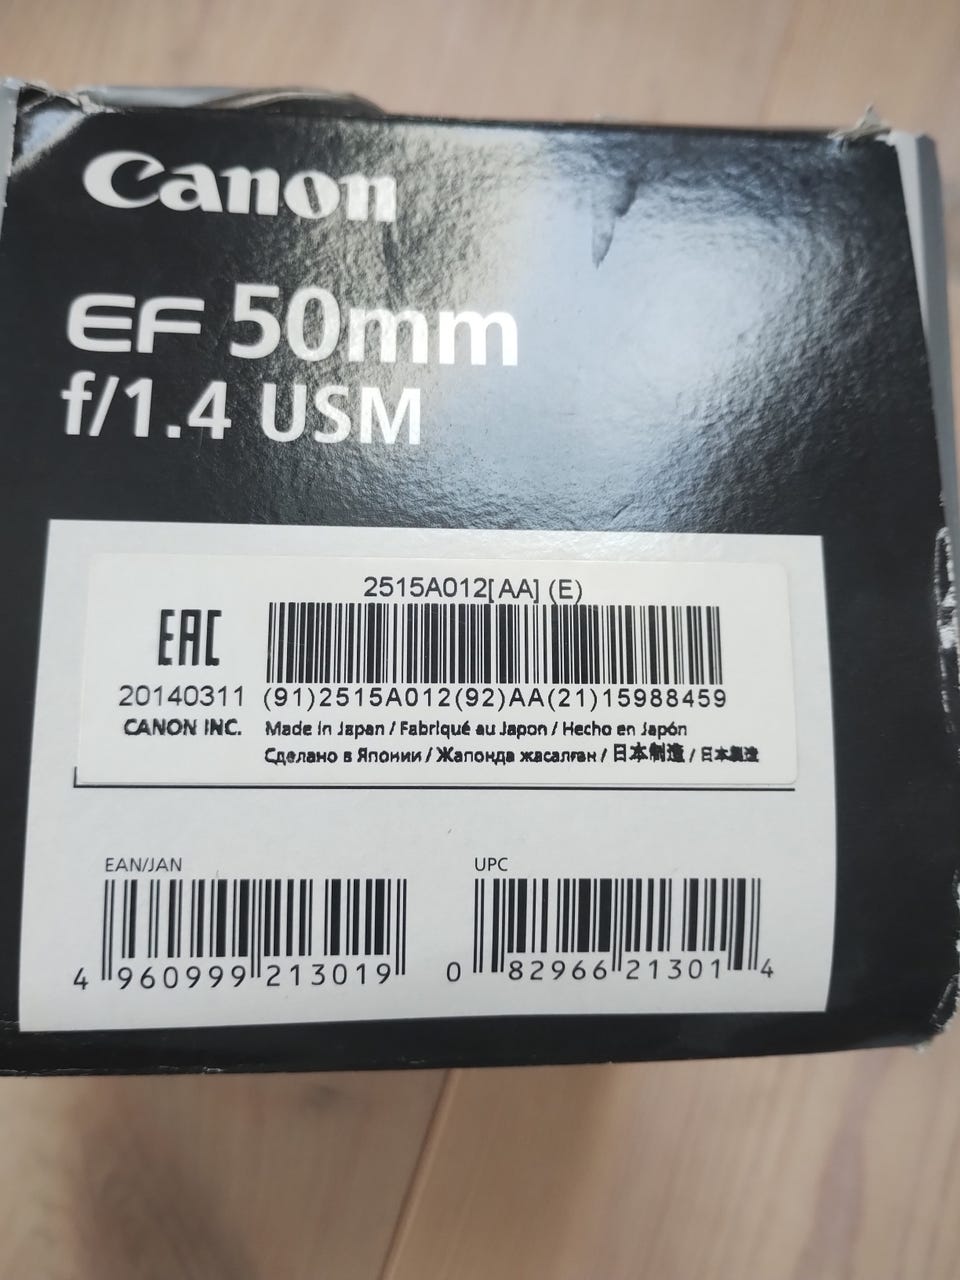 Canon
EF 50mm
f/1.4 USM
2515A012[AA] (E)
EAC
20140311 (91)2515A012(92)AA(21)15988459
CANON INC. Made in Japan / Fabriqué au Japon / Hecho en Japón
Сделано в Японии / Жапонда жасалған / 日本制造 / 日本製造
EAN/JAN UPC
4 960999 213019 0 82966 21301 4